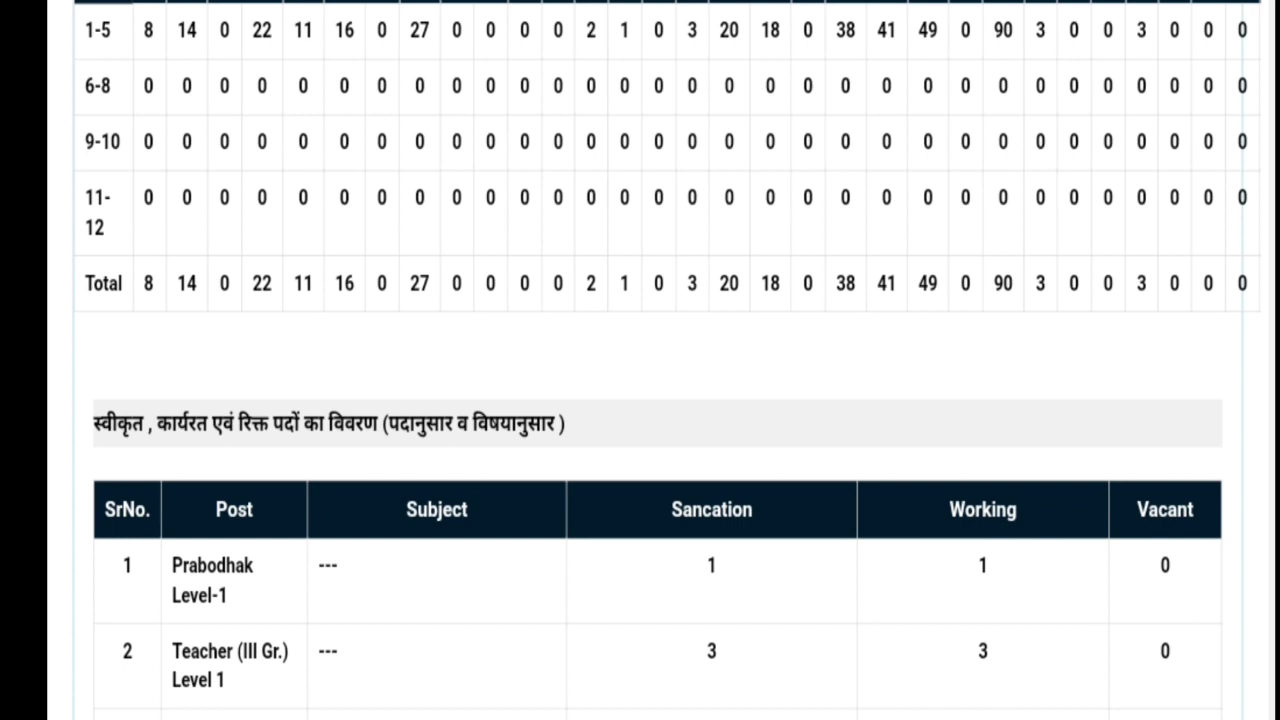 1-5 8 14 0 22 11 16 0 27 0 0 0 0 2 1 0 3 20 18 0 38 41 49 0 90 3 0 0 3 0 0 0
6-8 0 0 0 0 0 0 0 0 0 0 0 0 0 0 0 0 0 0 0 0 0 0 0 0 0 0 0 0 0 0 0
9-10 0 0 0 0 0 0 0 0 0 0 0 0 0 0 0 0 0 0 0 0 0 0 0 0 0 0 0 0 0 0 0
11- 0 0 0 0 0 0 0 0 0 0 0 0 0 0 0 0 0 0 0 0 0 0 0 0 0 0 0 0 0 0 0
12
Total 8 14 0 22 11 16 0 27 0 0 0 0 2 1 0 3 20 18 0 38 41 49 0 90 3 0 0 3 0 0 0
स्वीकृत , कार्यरत एवं रिक्त पदों का विवरण (पदानुसार व विषयानुसार )
SrNo. Post Subject Sancation Working Vacant
1 Prabodhak --- 1 1 0
Level-1
2 Teacher (III Gr.) --- 3 3 0
Level 1